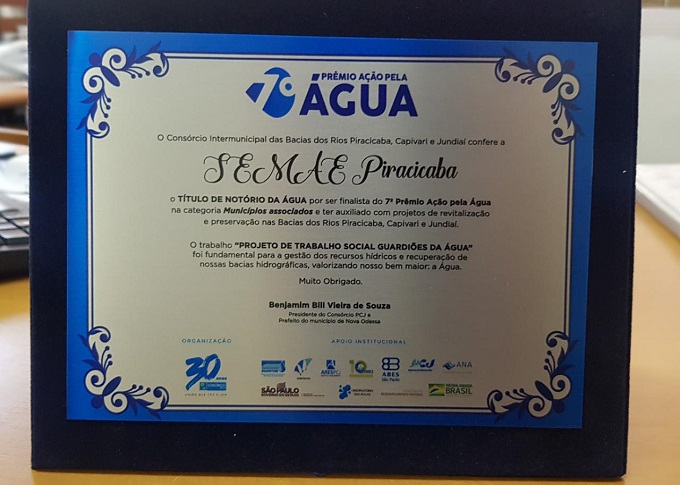 7º PRÊMIO AÇÃO PELA
ÁGUA
O Consórcio Intermunicipal das Bacias dos Rios Piracicaba, Capivari e Jundiaí confere a
SEMAE Piracicaba
o TÍTULO DE NOTÓRIO DA ÁGUA por ser finalista do 7º Prêmio Ação pela Água
na categoria Municípios associados e ter auxiliado com projetos de revitalização
e preservação nas Bacias dos Rios Piracicaba, Capivari e Jundiaí.
O trabalho "PROJETO DE TRABALHO SOCIAL GUARDIÕES DA ÁGUA"
foi fundamental para a gestão dos recursos hídricos e recuperação de
nossas bacias hidrográficas, valorizando nosso bem maior: a Água.
Muito Obrigado.
Benjamim Bill Vieira de Souza
Presidente do Consórcio PCJ e
Prefeito do município de Nova Odessa
ORGANIZAÇÃO
APOIO INSTITUCIONAL
30 ANOS
ABES
São Paulo
ANA
SÃO PAULO
BRASIL